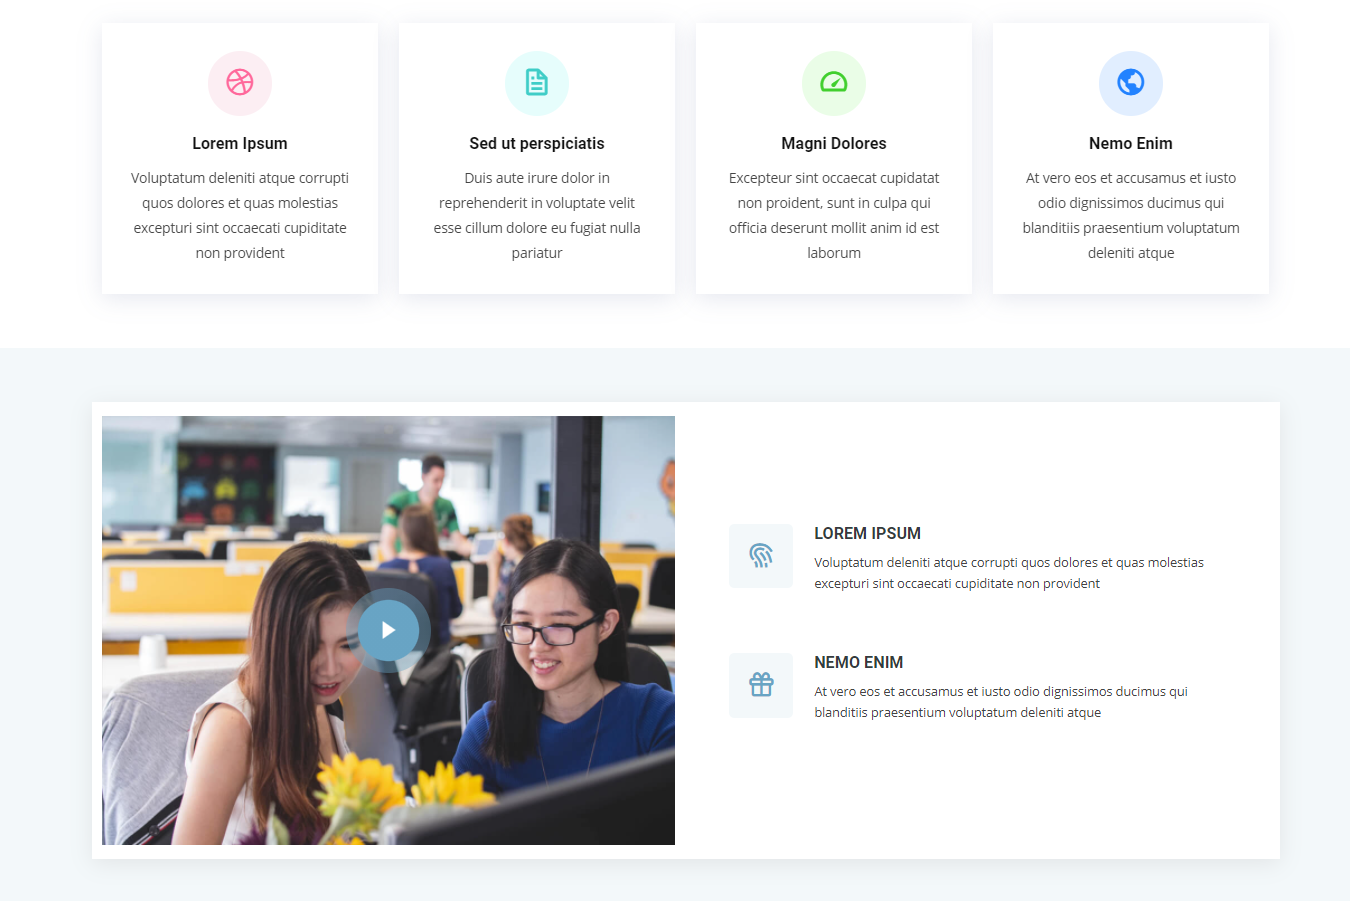 Lorem Ipsum
Voluptatum deleniti atque corrupti
quos dolores et quas molestias
excepturi sint occaecati cupiditate
non provident
Sed ut perspiciatis
Duis aute irure dolor in
reprehenderit in voluptate velit
esse cillum dolore eu fugiat nulla
pariatur
Magni Dolores
Excepteur sint occaecat cupidatat
non proident, sunt in culpa qui
officia deserunt mollit anim id est
laborum
Nemo Enim
At vero eos et accusamus et iusto
odio dignissimos ducimus qui
blanditiis praesentium voluptatum
deleniti atque
LOREM IPSUM
Voluptatum deleniti atque corrupti quos dolores et quas molestias
excepturi sint occaecati cupiditate non provident
NEMO ENIM
At vero eos et accusamus et iusto odio dignissimos ducimus qui
blanditiis praesentium voluptatum deleniti atque